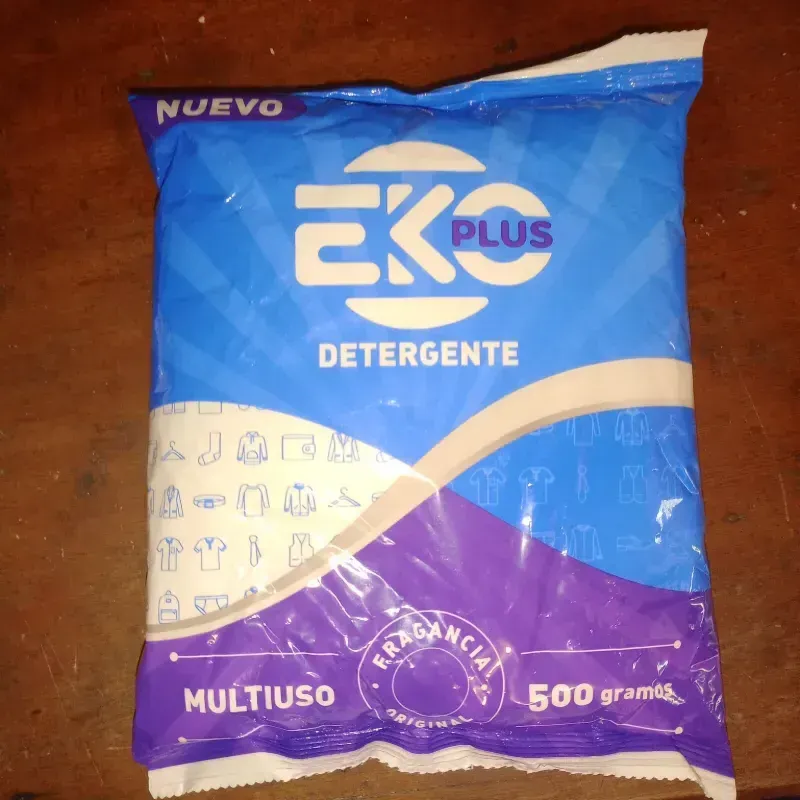 NUEVO
EKO
PLUS
DETERGENTE
FRAGANCIA
ORIGINAL
MULTIUSO
500 gramos